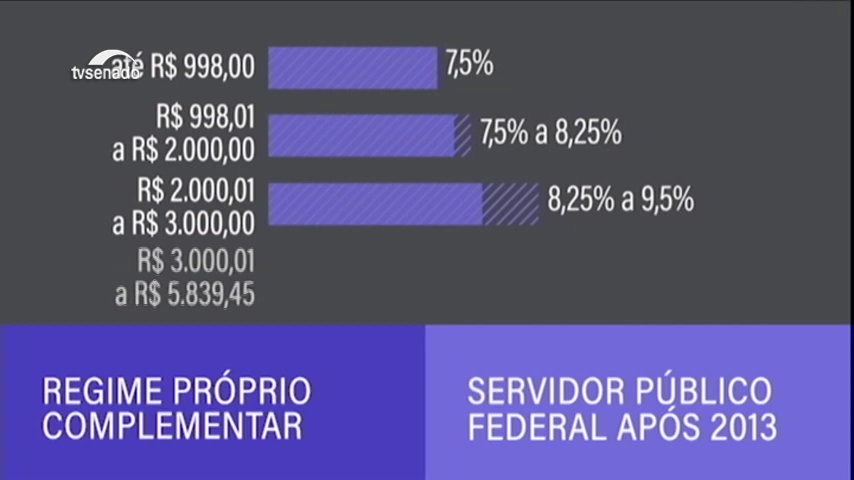 tvsenado
até R$ 998,00
7,5%
R$ 998,01
a R$ 2.000,00
7,5% a 8,25%
R$ 2.000,01
a R$ 3.000,00
8,25% a 9,5%
R$ 3.000,01
a R$ 5.839,45
REGIME PRÓPRIO
COMPLEMENTAR
SERVIDOR PÚBLICO
FEDERAL APÓS 2013